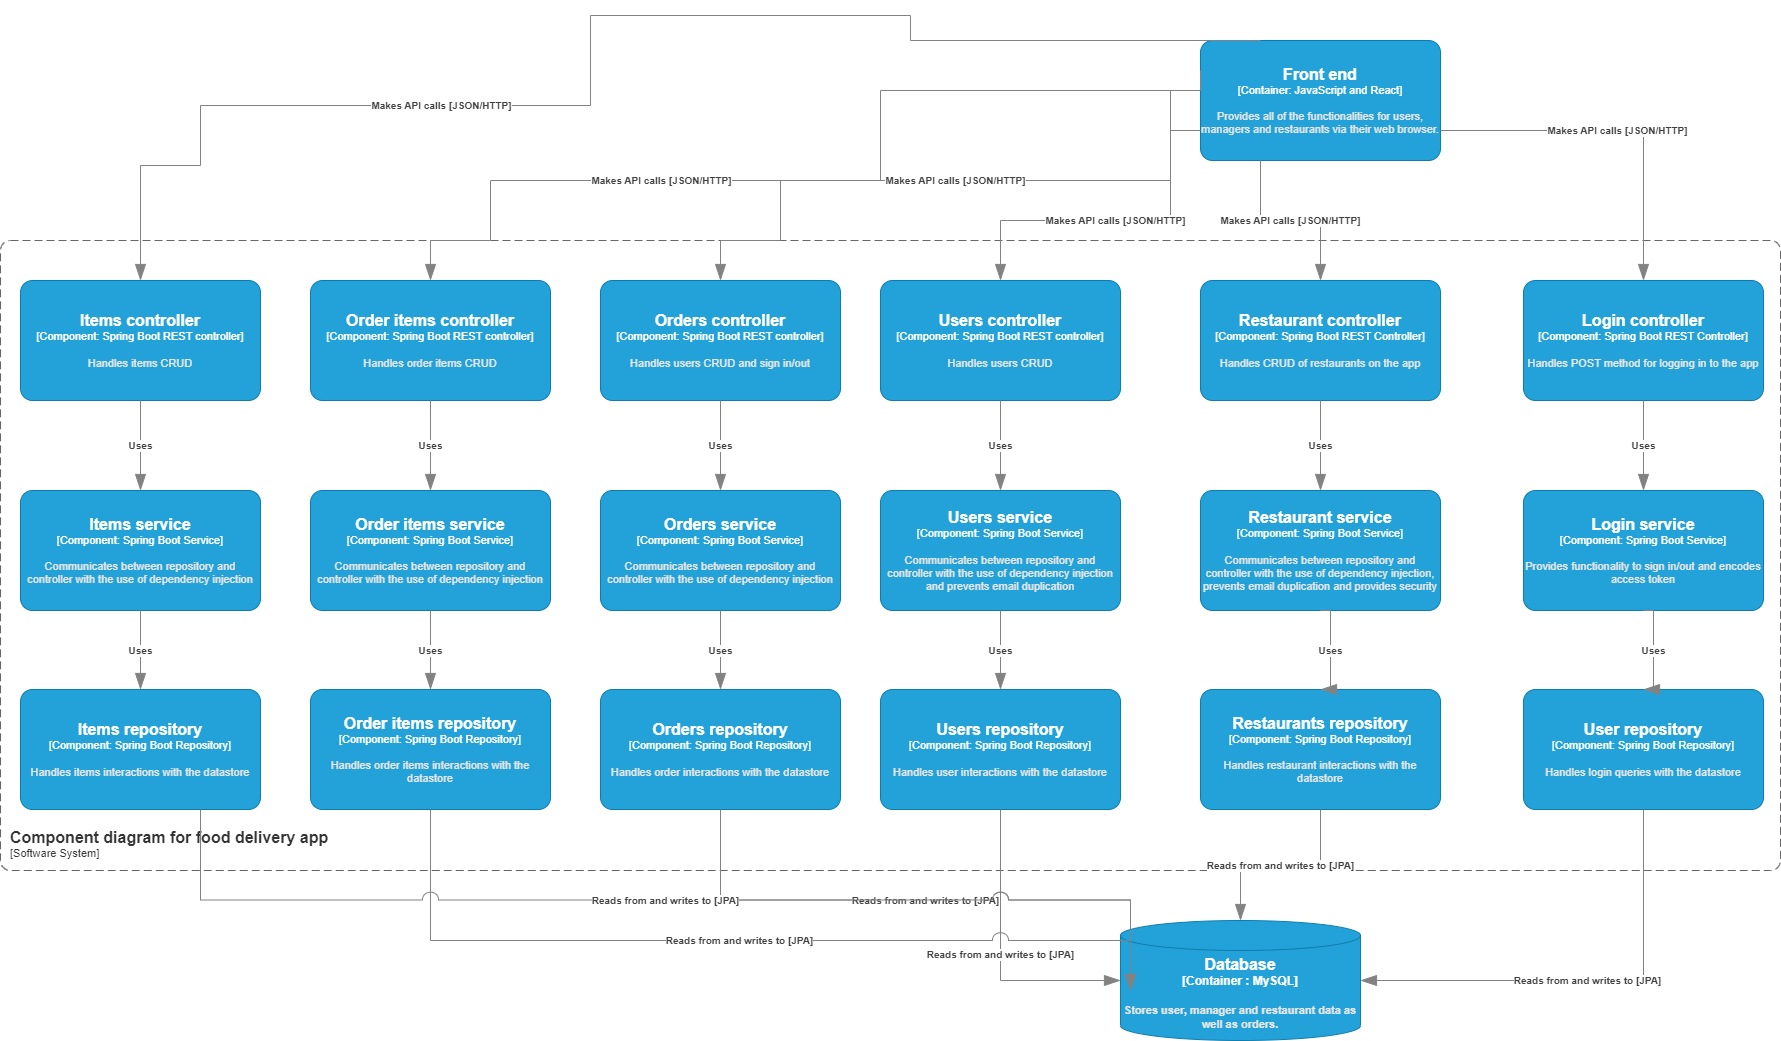 Front end
[Container: JavaScript and React]
Provides all of the functionalities for users,
managers and restaurants via their web browser.
Makes API calls [JSON/HTTP]
Makes API calls [JSON/HTTP]
Makes API calls [JSON/HTTP]
Makes API calls [JSON/HTTP]
Makes API calls [JSON/HTTP]
Makes API calls [JSON/HTTP]
Items controller
[Component: Spring Boot REST controller]
Handles items CRUD
Order items controller
[Component: Spring Boot REST controller]
Handles order items CRUD
Orders controller
[Component: Spring Boot REST controller]
Handles users CRUD and sign in/out
Users controller
[Component: Spring Boot REST controller]
Handles users CRUD
Restaurant controller
[Component: Spring Boot REST Controller]
Handles CRUD of restaurants on the app
Login controller
[Component: Spring Boot REST Controller]
Handles POST method for logging in to the app
Uses
Uses
Uses
Uses
Uses
Uses
Items service
[Component: Spring Boot Service]
Communicates between repository and
controller with the use of dependency injection
Order items service
[Component: Spring Boot Service]
Communicates between repository and
controller with the use of dependency injection
Orders service
[Component: Spring Boot Service]
Communicates between repository and
controller with the use of dependency injection
Users service
[Component: Spring Boot Service]
Communicates between repository and
controller with the use of dependency injection
and prevents email duplication
Restaurant service
[Component: Spring Boot Service]
Communicates between repository and
controller with the use of dependency injection,
prevents email duplication and provides security
Login service
[Component: Spring Boot Service]
Provides functionality to sign in/out and encodes
access token
Uses
Uses
Uses
Uses
Uses
Uses
Items repository
[Component: Spring Boot Repository]
Handles items interactions with the datastore
Order items repository
[Component: Spring Boot Repository]
Handles order items interactions with the
datastore
Orders repository
[Component: Spring Boot Repository]
Handles order interactions with the datastore
Users repository
[Component: Spring Boot Repository]
Handles user interactions with the datastore
Restaurants repository
[Component: Spring Boot Repository]
Handles restaurant interactions with the
datastore
User repository
[Component: Spring Boot Repository]
Handles login queries with the datastore
Component diagram for food delivery app
[Software System]
Reads from and writes to [JPA]
Reads from and writes to [JPA]
Reads from and writes to [JPA]
Reads from and writes to [JPA]
Reads from and writes to [JPA]
Reads from and writes to [JPA]
Database
[Container : MySQL]
Stores user, manager and restaurant data as
well as orders.